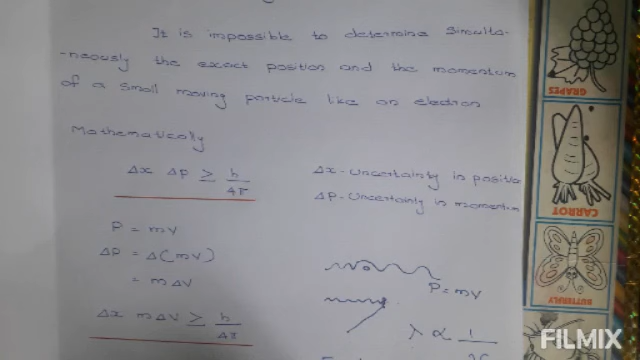 It is impossible to determine simulta-
-neously the exact position and the momentum
of a small moving particle like an electron
Mathematically
Δx Δp ≥ h/4π
Δx - Uncertainty in positio
Δp - Uncertainty in momentum
P = mv
Δp = Δ(mv)
= mΔv
P = mv
Δx mΔv ≥ h/4π
λ ∝ 1
GRAPES
CARROT
BUTTERFLY
FILMIX